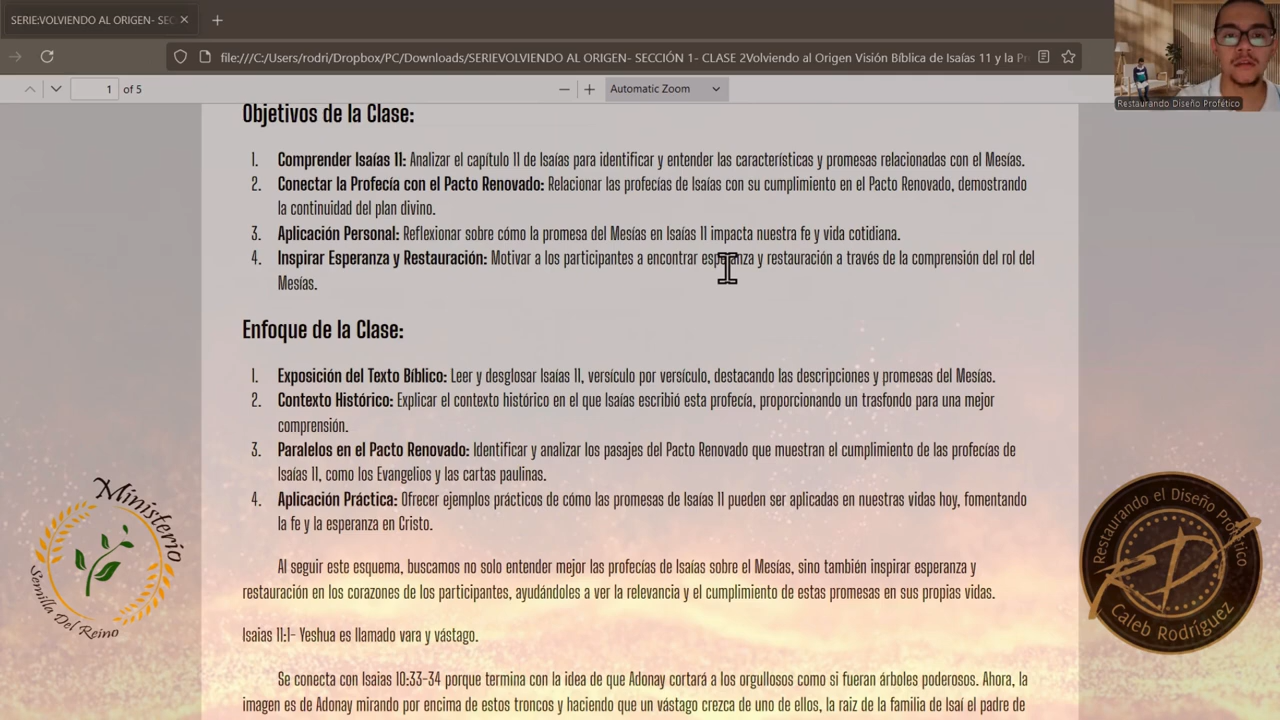 SERIE:VOLVIENDO AL ORIGEN- SEC
file:///C:/Users/rodri/Dropbox/PC/Downloads/SERIEVOLVIENDO AL ORIGEN- SECCIÓN 1- CLASE 2Volviendo al Origen Visión Bíblica de Isaías 11 y la Pr
1 of 5
Automatic Zoom
Restaurando Diseño Profético
Objetivos de la Clase:
1. Comprender Isaías 11: Analizar el capítulo 11 de Isaías para identificar y entender las características y promesas relacionadas con el Mesías.
2. Conectar la Profecía con el Pacto Renovado: Relacionar las profecías de Isaías con su cumplimiento en el Pacto Renovado, demostrando
la continuidad del plan divino.
3. Aplicación Personal: Reflexionar sobre cómo la promesa del Mesías en Isaías 11 impacta nuestra fe y vida cotidiana.
4. Inspirar Esperanza y Restauración: Motivar a los participantes a encontrar esperanza y restauración a través de la comprensión del rol del
Mesías.
Enfoque de la Clase:
1. Exposición del Texto Bíblico: Leer y desglosar Isaías 11, versículo por versículo, destacando las descripciones y promesas del Mesías.
2. Contexto Histórico: Explicar el contexto histórico en el que Isaías escribió esta profecía, proporcionando un trasfondo para una mejor
comprensión.
3. Paralelos en el Pacto Renovado: Identificar y analizar los pasajes del Pacto Renovado que muestran el cumplimiento de las profecías de
Isaías 11, como los Evangelios y las cartas paulinas.
4. Aplicación Práctica: Ofrecer ejemplos prácticos de cómo las promesas de Isaías 11 pueden ser aplicadas en nuestras vidas hoy, fomentando
la fe y la esperanza en Cristo.
Al seguir este esquema, buscamos no solo entender mejor las profecías de Isaías sobre el Mesías, sino también inspirar esperanza y
restauración en los corazones de los participantes, ayudándoles a ver la relevancia y el cumplimiento de estas promesas en sus propias vidas.
Isaias 11:1- Yeshua es llamado vara y vástago.
Se conecta con Isaias 10:33-34 porque termina con la idea de que Adonay cortará a los orgullosos como si fueran árboles poderosos. Ahora, la
imagen es de Adonay mirando por encima de estos troncos y haciendo que un vástago crezca de uno de ellos, la raiz de la familia de Isaí el padre de
Ministerio
Semilla Del Reino
Restaurando el Diseño Profético
RD
Caleb Rodríguez